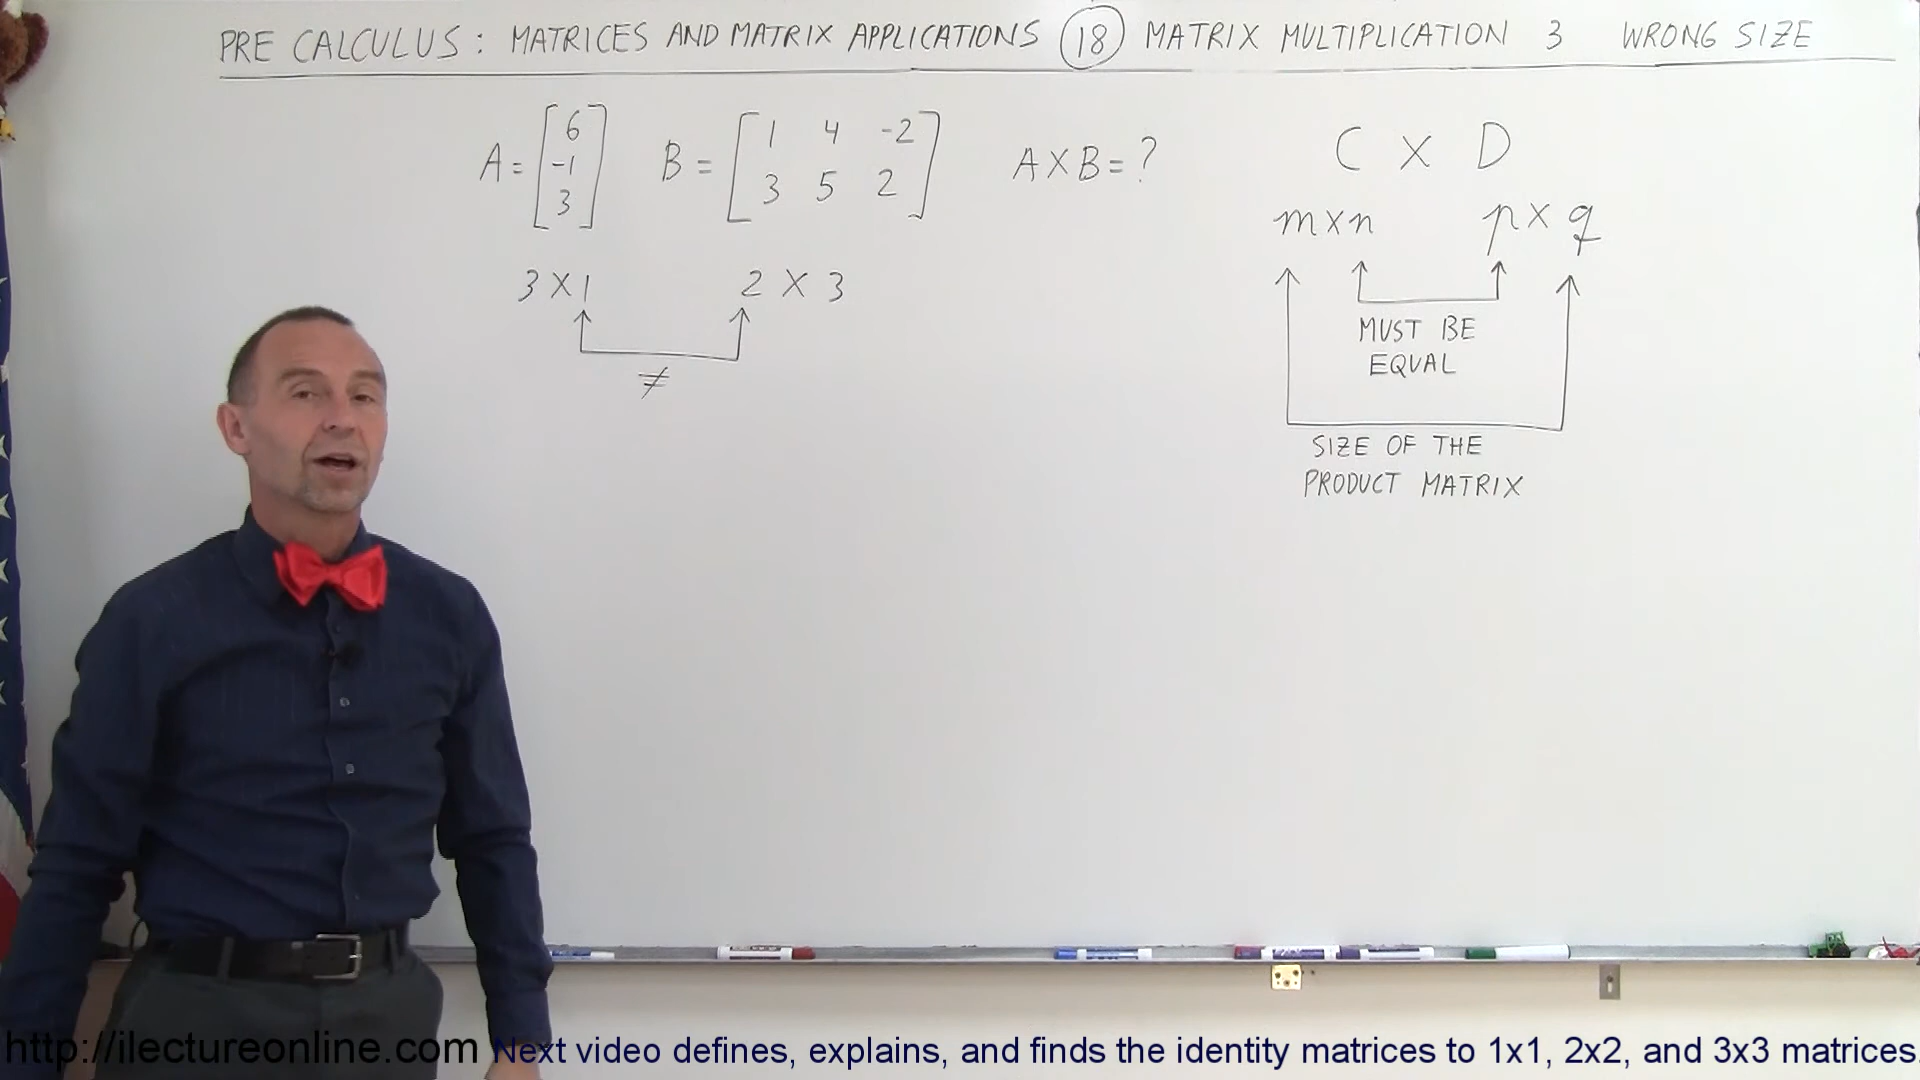 PRE CALCULUS: MATRICES AND MATRIX APPLICATIONS 18 MATRIX MULTIPLICATION 3 WRONG SIZE
A = [6 -1 3] B = [1 4 -2 3 5 2] A X B = ?
C X D
m x n p x q
3 X 1 2 X 3
≠
MUST BE
EQUAL
SIZE OF THE
PRODUCT MATRIX
http://ilectureonline.com Next video defines, explains, and finds the identity matrices to 1x1, 2x2, and 3x3 matrices.